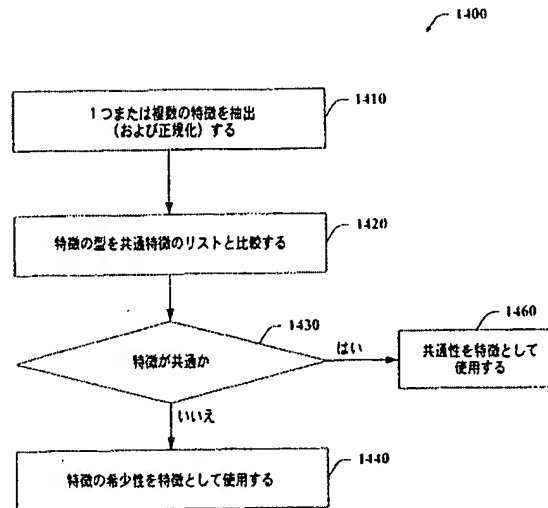 1400
1つまたは複数の特徴を抽出
（および正規化）する
1410
特徴の型を共通特徴のリストと比較する
1420
特徴が共通か
1430
はい
共通性を特徴として
使用する
1460
いいえ
特徴の希少性を特徴として使用する
1440